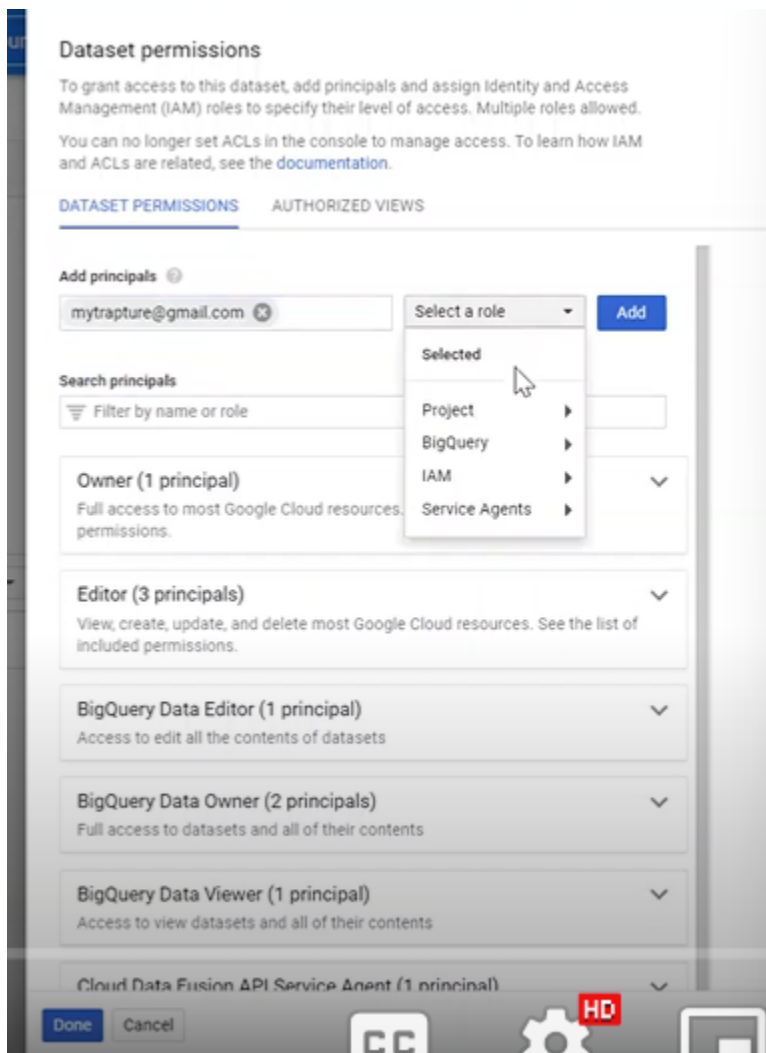 Dataset permissions
To grant access to this dataset, add principals and assign Identity and Access
Management (IAM) roles to specify their level of access. Multiple roles allowed.
You can no longer set ACLs in the console to manage access. To learn how IAM
and ACLs are related, see the documentation.
DATASET PERMISSIONS AUTHORIZED VIEWS
Add principals
mytrapture@gmail.com Select a role Add
Selected
Search principals
Filter by name or role
Project
BigQuery
IAM
Service Agents
Owner (1 principal)
Full access to most Google Cloud resources.
permissions.
Editor (3 principals)
View, create, update, and delete most Google Cloud resources. See the list of
included permissions.
BigQuery Data Editor (1 principal)
Access to edit all the contents of datasets
BigQuery Data Owner (2 principals)
Full access to datasets and all of their contents
BigQuery Data Viewer (1 principal)
Access to view datasets and all of their contents
Cloud Data Fusion API Service Agent (1 principal)
Done Cancel
CC
HD